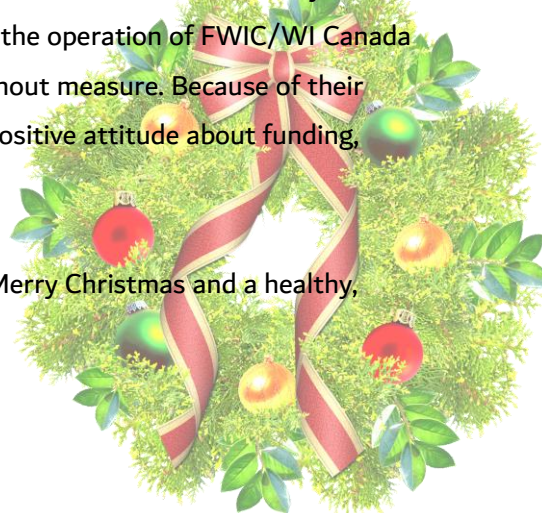 the operation of FWIC/WI Canada
hout measure. Because of their
ositive attitude about funding,
Merry Christmas and a healthy,